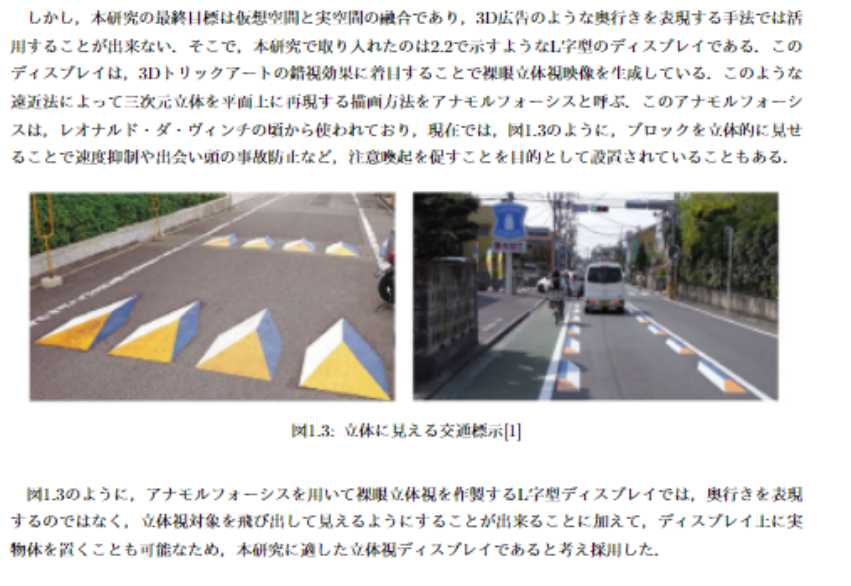 しかし，本研究の最終目標は仮想空間と実空間の融合であり，3D広告のような奥行きを表現する手法では活
用することが出来ない．そこで，本研究で取り入れたのは2.2で示すようなL字型のディスプレイである．この
ディスプレイは，3Dトリックアートの錯視効果に着目することで裸眼立体視映像を生成している．このような
遠近法によって三次元立体を平面上に再現する描画方法をアナモルフォーシスと呼ぶ．このアナモルフォーシ
スは，レオナルド・ダ・ヴィンチの頃から使われており，現在では，図1.3のように，ブロックを立体的に見せ
ることで速度抑制や出会い頭の事故防止など，注意喚起を促すことを目的として設置されていることもある．
図1.3: 立体に見える交通標示[1]
図1.3のように，アナモルフォーシスを用いて裸眼立体視を作製するL字型ディスプレイでは，奥行きを表現
するのではなく，立体視対象を飛び出して見えるようにすることが出来ることに加えて，ディスプレイ上に実
物体を置くことも可能なため，本研究に適した立体視ディスプレイであると考え採用した．